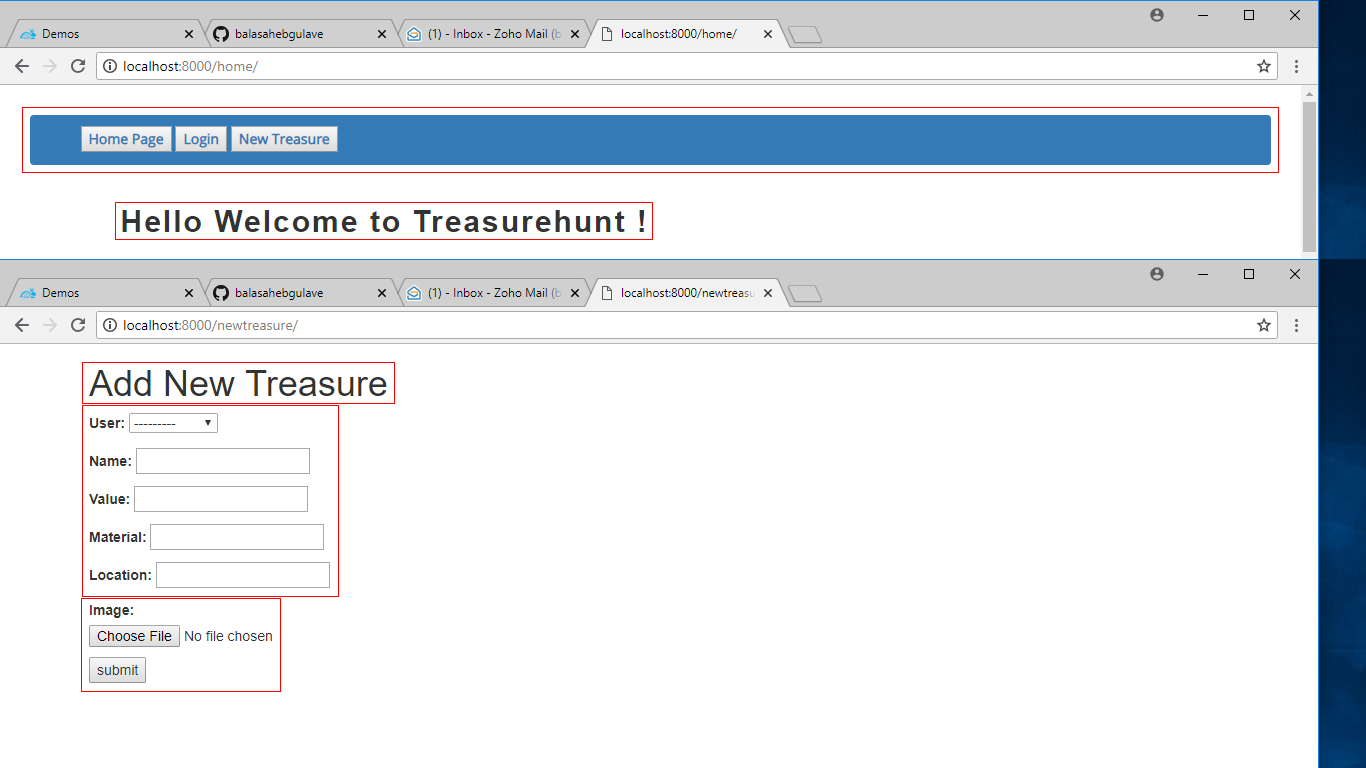 Demos balasahebgulave (1) - Inbox - Zoho Mail (b localhost:8000/home/
localhost:8000/home/
Home Page Login New Treasure
Hello Welcome to Treasurehunt !
Demos balasahebgulave (1) - Inbox - Zoho Mail (b localhost:8000/newtreasu
localhost:8000/newtreasure/
Add New Treasure
User: ---------
Name:
Value:
Material:
Location:
Image:
Choose File No file chosen
submit